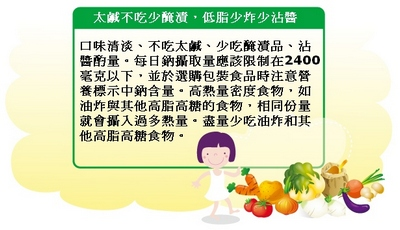 太鹹不吃少醃漬，低脂少炸少沾醬
口味清淡、不吃太鹹、少吃醃漬品、沾
醬酌量。每日鈉攝取量應該限制在2400
毫克以下，並於選購包裝食品時注意營
養標示中鈉含量。高熱量密度食物，如
油炸與其他高脂高糖的食物，相同份量
就會攝入過多熱量。盡量少吃油炸和其
他高脂高糖食物。